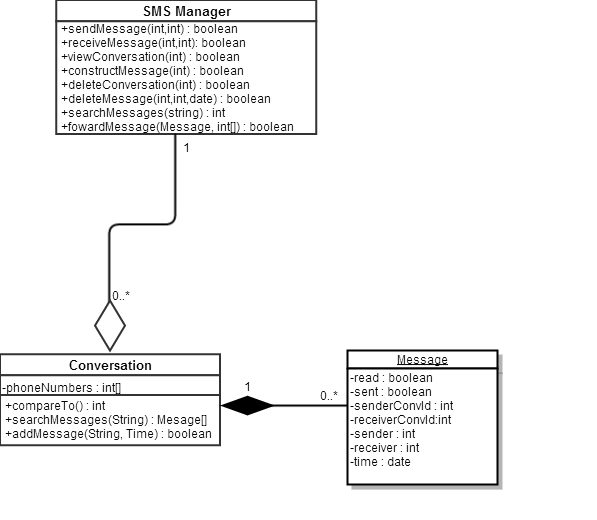 SMS Manager
+sendMessage(int,int) : boolean
+receiveMessage(int,int): boolean
+viewConversation(int) : boolean
+constructMessage(int) : boolean
+deleteConversation(int) : boolean
+deleteMessage(int,int,date) : boolean
+searchMessages(string) : int
+fowardMessage(Message, int[]) : boolean
1
0..*
Conversation
-phoneNumbers : int[]
+compareTo() : int
+searchMessages(String) : Mesage[]
+addMessage(String, Time) : boolean
1
0..*
Message
-read : boolean
-sent : boolean
-senderConvId : int
-receiverConvId:int
-sender : int
-receiver : int
-time : date